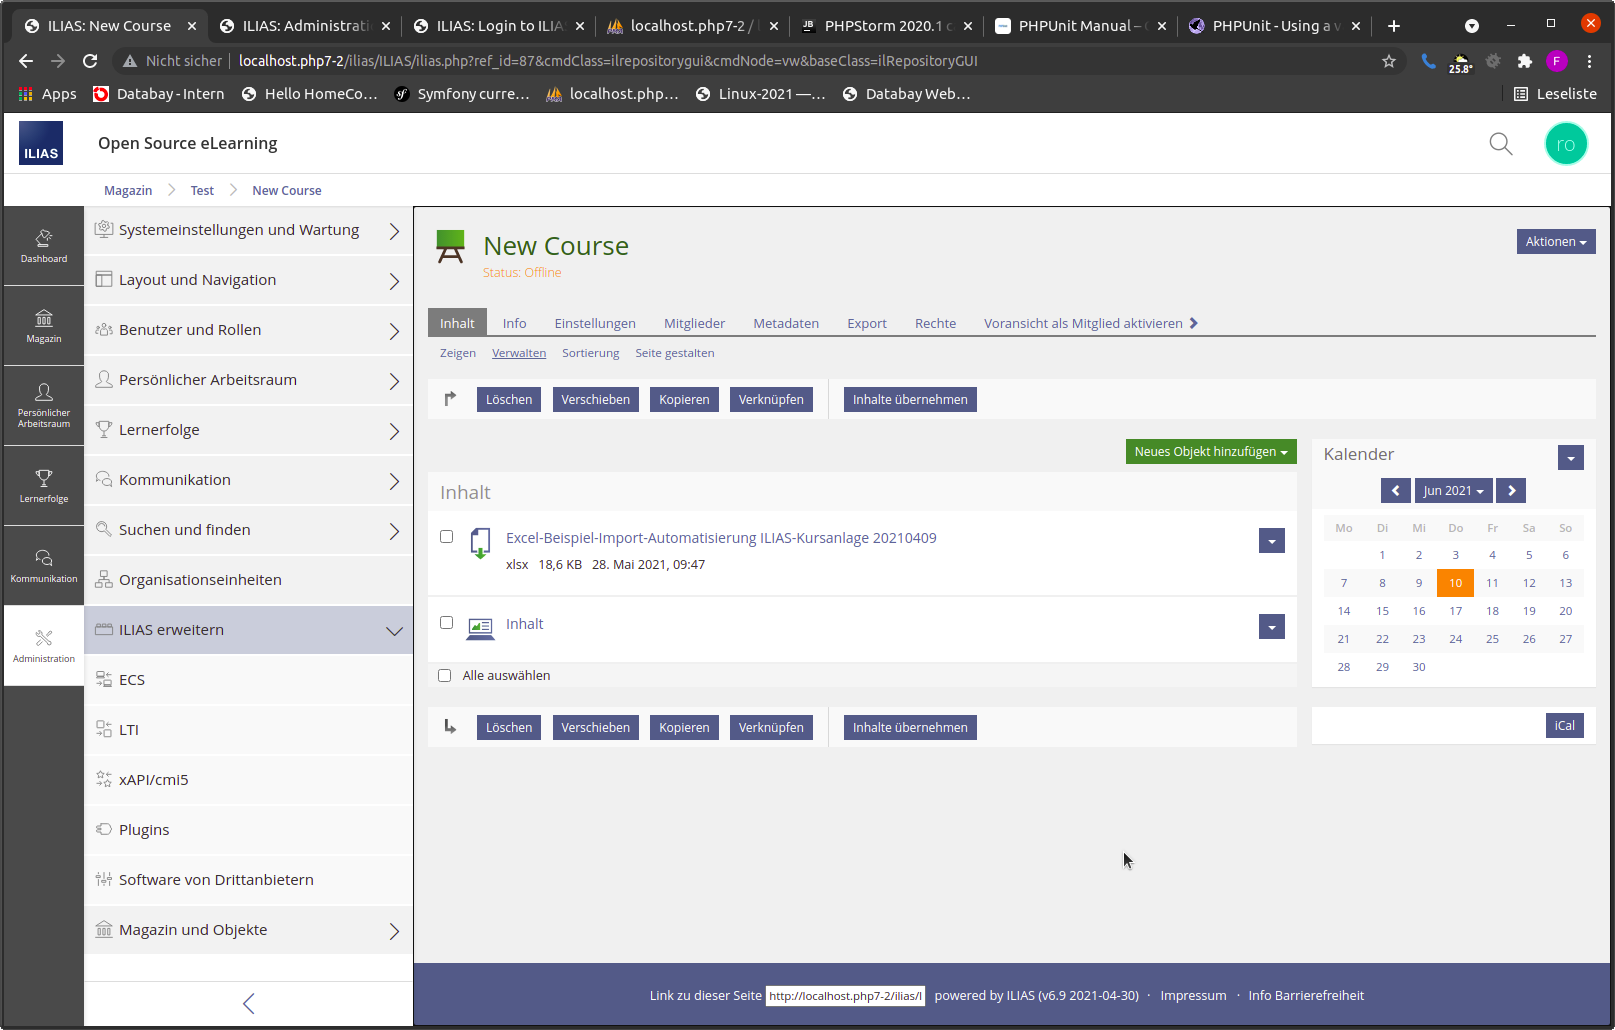 ILIAS: New Course
ILIAS: Administrati
ILIAS: Login to ILIA
localhost.php7-2 /
PHPStorm 2020.1
PHPUnit Manual –
PHPUnit - Using a v
Nicht sicher
localhost.php7-2/ilias/ILIAS/ilias.php?ref_id=87&cmdClass=ilrepositorygui&cmdNode=vw&baseClass=ilRepositoryGUI
25.8°
F
Apps
Databay - Intern
Hello HomeCo...
Symfony curre...
localhost.php...
Linux-2021 —...
Databay Web...
Leseliste
ILIAS
Open Source eLearning
ro
Magazin
Test
New Course
Dashboard
Magazin
Persönlicher
Arbeitsraum
Lernerfolge
Kommunikation
Administration
Systemeinstellungen und Wartung
Layout und Navigation
Benutzer und Rollen
Persönlicher Arbeitsraum
Lernerfolge
Kommunikation
Suchen und finden
Organisationseinheiten
ILIAS erweitern
ECS
LTI
xAPI/cmi5
Plugins
Software von Drittanbietern
Magazin und Objekte
New Course
Status: Offline
Aktionen
Inhalt Info Einstellungen Mitglieder Metadaten Export Rechte Voransicht als Mitglied aktivieren
Zeigen Verwalten Sortierung Seite gestalten
Löschen Verschieben Kopieren Verknüpfen Inhalte übernehmen
Neues Objekt hinzufügen
Inhalt
Excel-Beispiel-Import-Automatisierung ILIAS-Kursanlage 20210409
xlsx 18,6 KB 28. Mai 2021, 09:47
Inhalt
Alle auswählen
Löschen Verschieben Kopieren Verknüpfen Inhalte übernehmen
Kalender
Jun 2021
Mo Di Mi Do Fr Sa So
1 2 3 4 5 6
7 8 9 10 11 12 13
14 15 16 17 18 19 20
21 22 23 24 25 26 27
28 29 30
iCal
Link zu dieser Seite http://localhost.php7-2/ilias/I powered by ILIAS (v6.9 2021-04-30) · Impressum · Info Barrierefreiheit